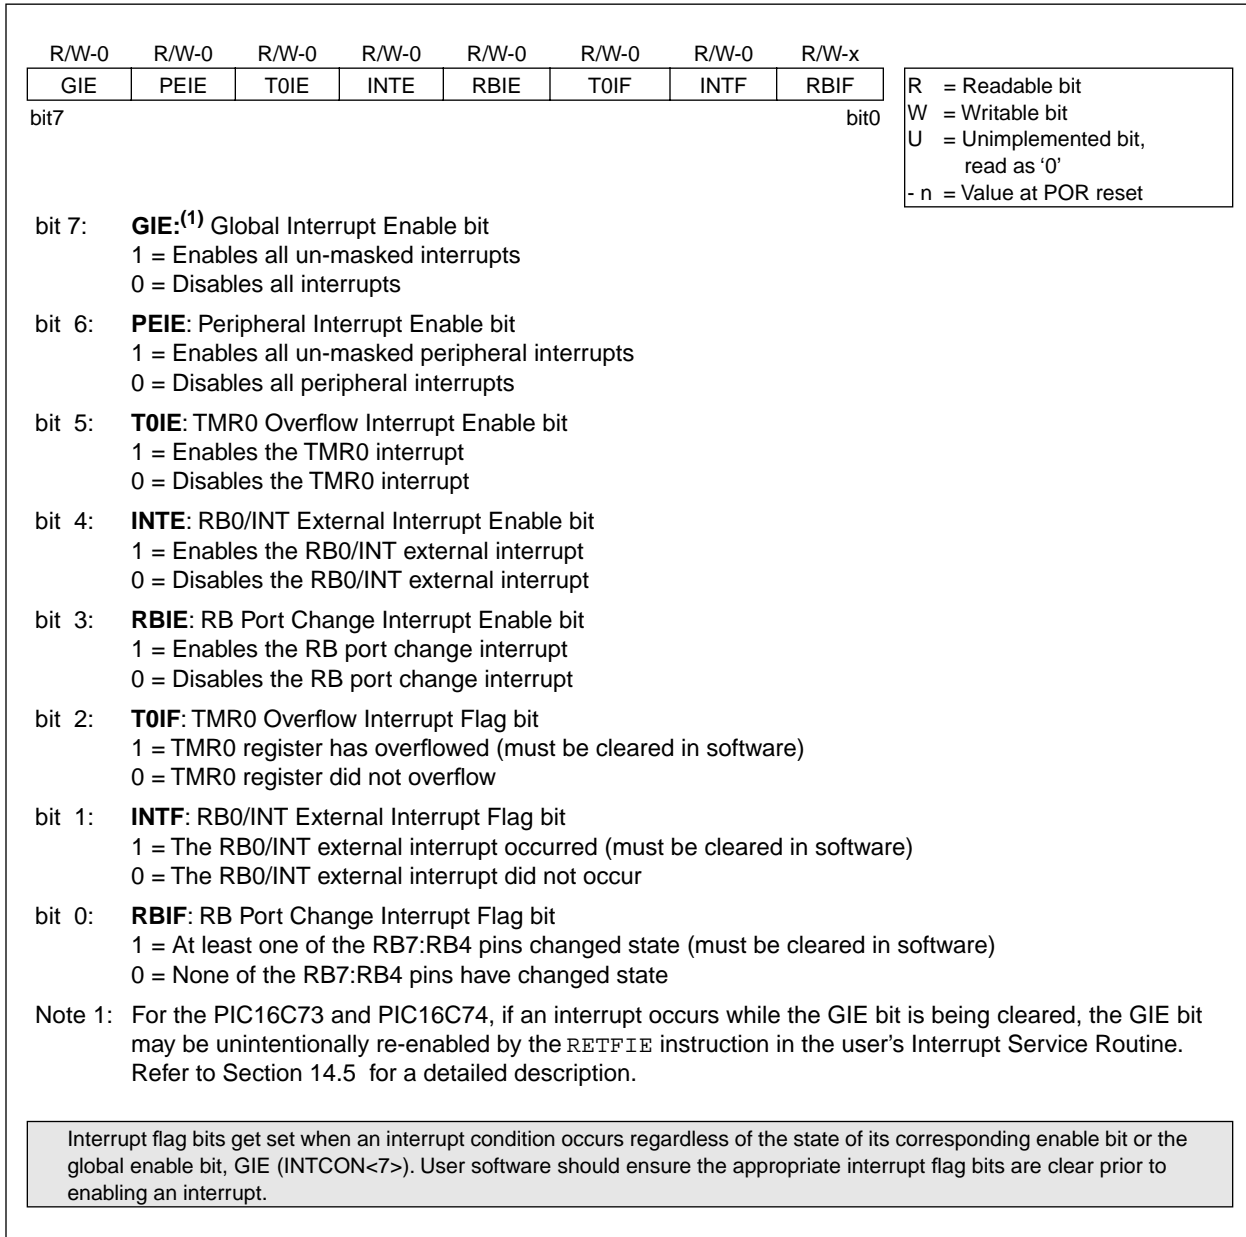 R/W-0 R/W-0 R/W-0 R/W-0 R/W-0 R/W-0 R/W-0 R/W-x
GIE PEIE T0IE INTE RBIE T0IF INTF RBIF
bit7 bit0
R = Readable bit
W = Writable bit
U = Unimplemented bit,
read as ‘0’
- n = Value at POR reset
bit 7: GIE:(1) Global Interrupt Enable bit
1 = Enables all un-masked interrupts
0 = Disables all interrupts
bit 6: PEIE: Peripheral Interrupt Enable bit
1 = Enables all un-masked peripheral interrupts
0 = Disables all peripheral interrupts
bit 5: T0IE: TMR0 Overflow Interrupt Enable bit
1 = Enables the TMR0 interrupt
0 = Disables the TMR0 interrupt
bit 4: INTE: RB0/INT External Interrupt Enable bit
1 = Enables the RB0/INT external interrupt
0 = Disables the RB0/INT external interrupt
bit 3: RBIE: RB Port Change Interrupt Enable bit
1 = Enables the RB port change interrupt
0 = Disables the RB port change interrupt
bit 2: T0IF: TMR0 Overflow Interrupt Flag bit
1 = TMR0 register has overflowed (must be cleared in software)
0 = TMR0 register did not overflow
bit 1: INTF: RB0/INT External Interrupt Flag bit
1 = The RB0/INT external interrupt occurred (must be cleared in software)
0 = The RB0/INT external interrupt did not occur
bit 0: RBIF: RB Port Change Interrupt Flag bit
1 = At least one of the RB7:RB4 pins changed state (must be cleared in software)
0 = None of the RB7:RB4 pins have changed state
Note 1: For the PIC16C73 and PIC16C74, if an interrupt occurs while the GIE bit is being cleared, the GIE bit
may be unintentionally re-enabled by the RETFIE instruction in the user’s Interrupt Service Routine.
Refer to Section 14.5 for a detailed description.
Interrupt flag bits get set when an interrupt condition occurs regardless of the state of its corresponding enable bit or the
global enable bit, GIE (INTCON<7>). User software should ensure the appropriate interrupt flag bits are clear prior to
enabling an interrupt.